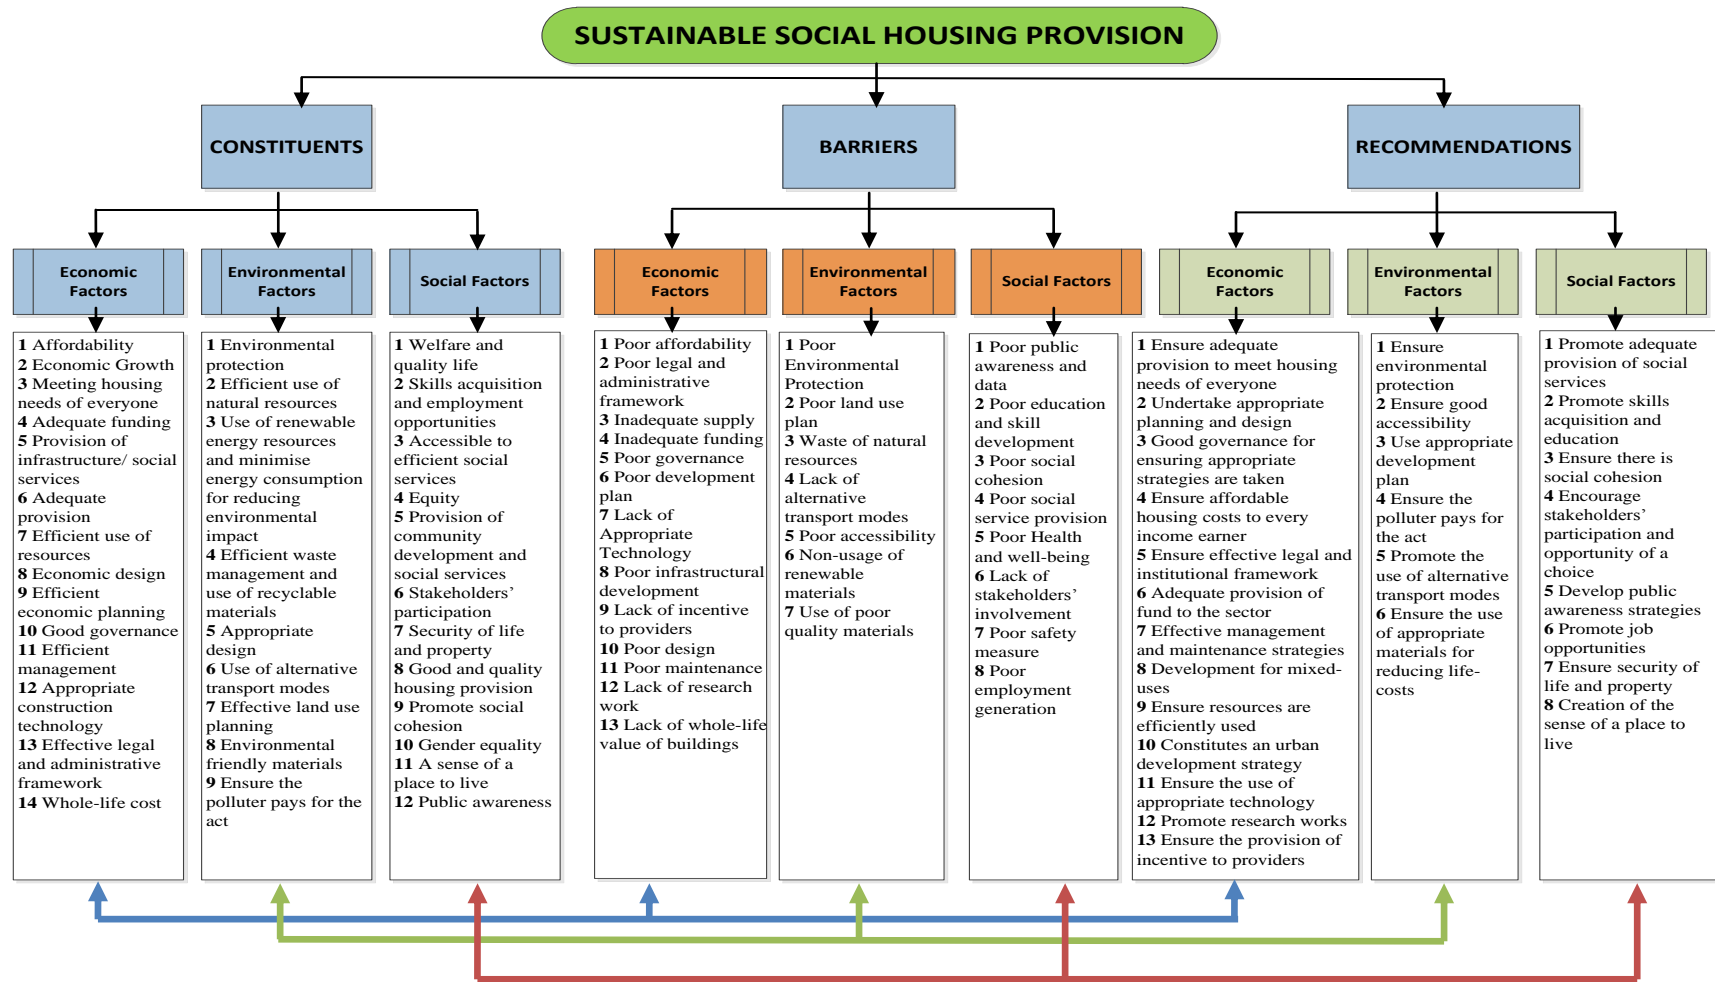 SUSTAINABLE SOCIAL HOUSING PROVISION
CONSTITUENTS
BARRIERS
RECOMMENDATIONS
Economic
Factors
Environmental
Factors
Social Factors
Economic
Factors
Environmental
Factors
Social Factors
Economic
Factors
Environmental
Factors
Social Factors
1 Affordability
2 Economic Growth
3 Meeting housing
needs of everyone
4 Adequate funding
5 Provision of
infrastructure/ social
services
6 Adequate
provision
7 Efficient use of
resources
8 Economic design
9 Efficient
economic planning
10 Good governance
11 Efficient
management
12 Appropriate
construction
technology
13 Effective legal
and administrative
framework
14 Whole-life cost
1 Environmental
protection
2 Efficient use of
natural resources
3 Use of renewable
energy resources
and minimise
energy consumption
for reducing
environmental
impact
4 Efficient waste
management and
use of recyclable
materials
5 Appropriate
design
6 Use of alternative
transport modes
7 Effective land use
planning
8 Environmental
friendly materials
9 Ensure the
polluter pays for the
act
1 Welfare and
quality life
2 Skills acquisition
and employment
opportunities
3 Accessible to
efficient social
services
4 Equity
5 Provision of
community
development and
social services
6 Stakeholders’
participation
7 Security of life
and property
8 Good and quality
housing provision
9 Promote social
cohesion
10 Gender equality
11 A sense of a
place to live
12 Public awareness
1 Poor affordability
2 Poor legal and
administrative
framework
3 Inadequate supply
4 Inadequate funding
5 Poor governance
6 Poor development
plan
7 Lack of
Appropriate
Technology
8 Poor infrastructural
development
9 Lack of incentive
to providers
10 Poor design
11 Poor maintenance
12 Lack of research
work
13 Lack of whole-life
value of buildings
1 Poor
Environmental
Protection
2 Poor land use
plan
3 Waste of natural
resources
4 Lack of
alternative
transport modes
5 Poor accessibility
6 Non-usage of
renewable
materials
7 Use of poor
quality materials
1 Poor public
awareness and
data
2 Poor education
and skill
development
3 Poor social
cohesion
4 Poor social
service provision
5 Poor Health
and well-being
6 Lack of
stakeholders’
involvement
7 Poor safety
measure
8 Poor
employment
generation
1 Ensure adequate
provision to meet housing
needs of everyone
2 Undertake appropriate
planning and design
3 Good governance for
ensuring appropriate
strategies are taken
4 Ensure affordable
housing costs to every
income earner
5 Ensure effective legal and
institutional framework
6 Adequate provision of
fund to the sector
7 Effective management
and maintenance strategies
8 Development for mixed-
uses
9 Ensure resources are
efficiently used
10 Constitutes an urban
development strategy
11 Ensure the use of
appropriate technology
12 Promote research works
13 Ensure the provision of
incentive to providers
1 Ensure
environmental
protection
2 Ensure good
accessibility
3 Use appropriate
development
plan
4 Ensure the
polluter pays for
the act
5 Promote the
use of alternative
transport modes
6 Ensure the use
of appropriate
materials for
reducing life-
costs
1 Promote adequate
provision of social
services
2 Promote skills
acquisition and
education
3 Ensure there is
social cohesion
4 Encourage
stakeholders’
participation and
opportunity of a
choice
5 Develop public
awareness strategies
6 Promote job
opportunities
7 Ensure security of
life and property
8 Creation of the
sense of a place to
live